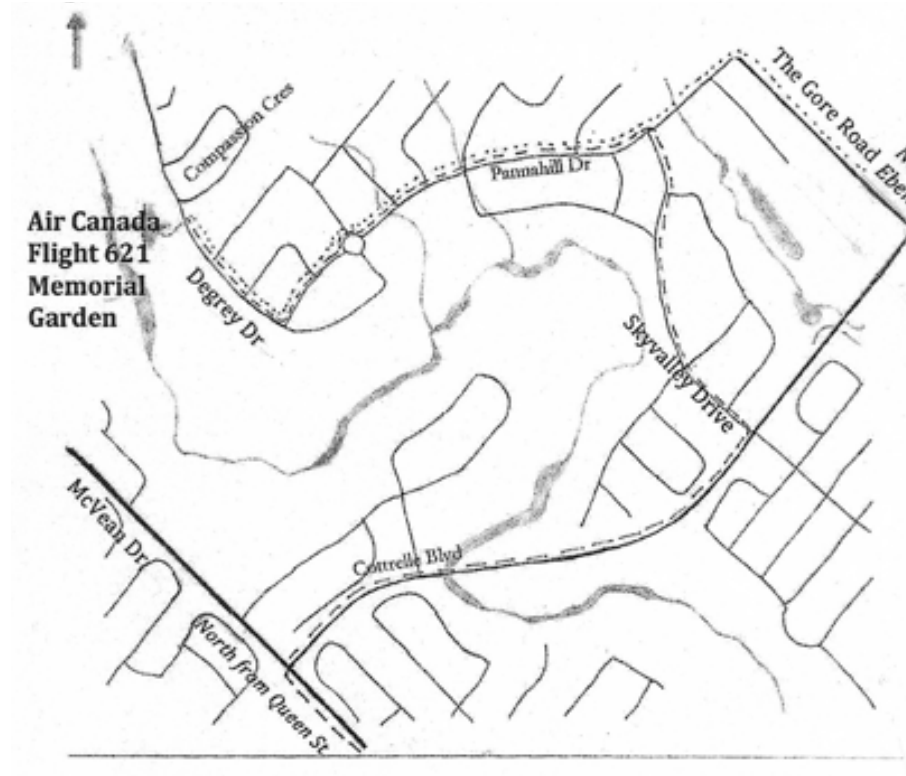 The Gore Road
Compassion Cres
Pannahill Dr
Air Canada
Flight 621
Memorial
Garden
Degrey Dr
Skyvalley Drive
McVean Dr
Cottrelle Blvd
North from Queen St.